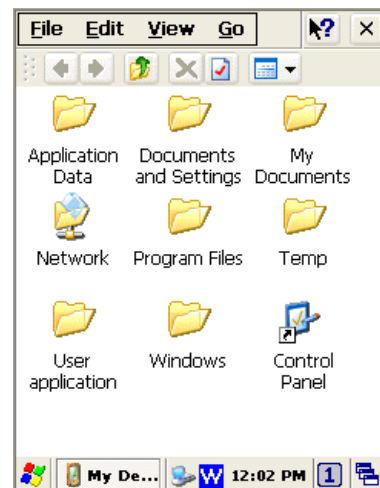 File Edit View Go ?
Application Data
Documents and Settings
My Documents
Network
Program Files
Temp
User application
Windows
Control Panel
My De... W 12:02 PM 1